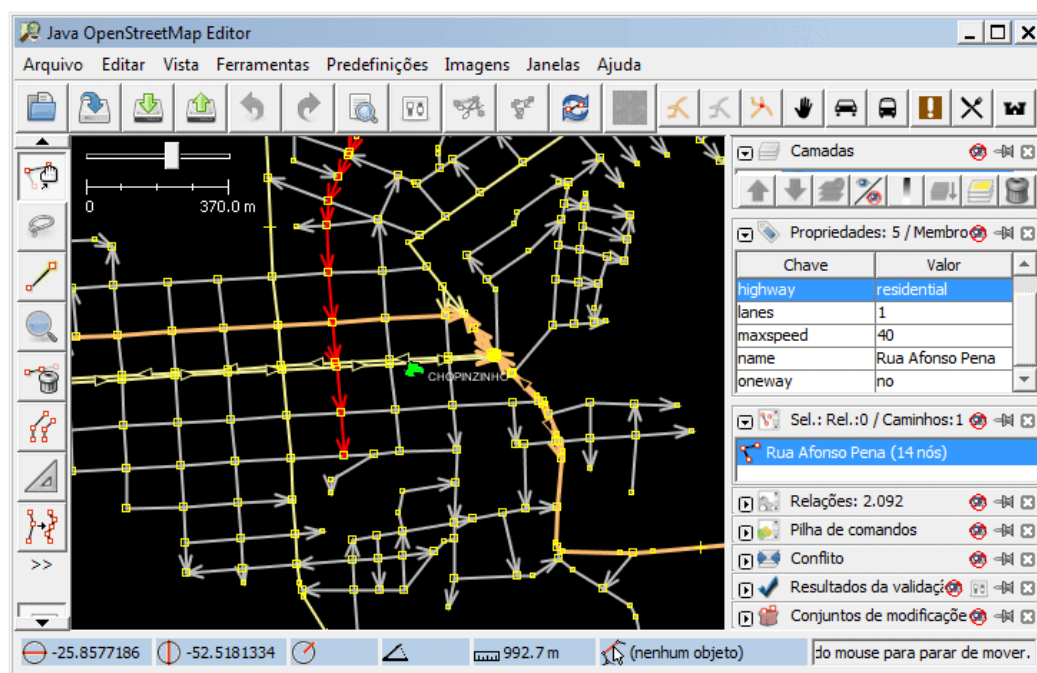 Java OpenStreetMap Editor
Arquivo Editar Vista Ferramentas Predefinições Imagens Janelas Ajuda
0 370.0 m
CHOPINZINHO
Camadas
Propriedades: 5 / Membro
Chave Valor
highway residential
lanes 1
maxspeed 40
name Rua Afonso Pena
oneway no
Sel.: Rel.:0 / Caminhos:1
Rua Afonso Pena (14 nós)
Relações: 2.092
Pilha de comandos
Conflito
Resultados da validaç
Conjuntos de modificaçõe
>>
-25.8577186 -52.5181334 992.7 m (nenhum objeto) do mouse para parar de mover.